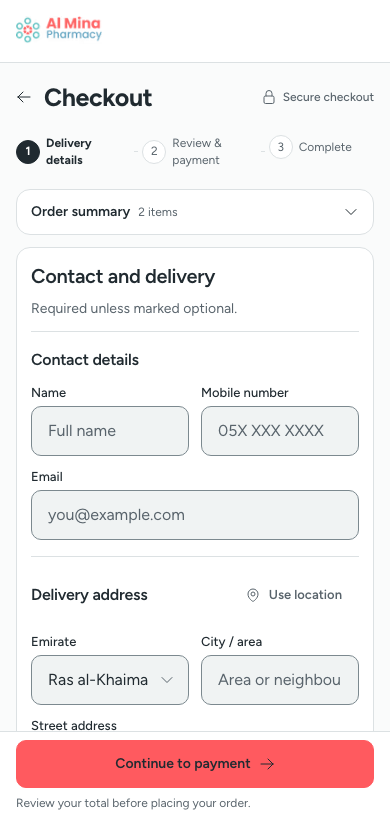 Al Mina
Pharmacy
Checkout
Secure checkout
1 Delivery details
2 Review & payment
3 Complete
Order summary 2 items
Contact and delivery
Required unless marked optional.
Contact details
Name Mobile number
Full name 05X XXX XXXX
Email
you@example.com
Delivery address Use location
Emirate City / area
Ras al-Khaima Area or neighbou
Street address
Continue to payment
Review your total before placing your order.